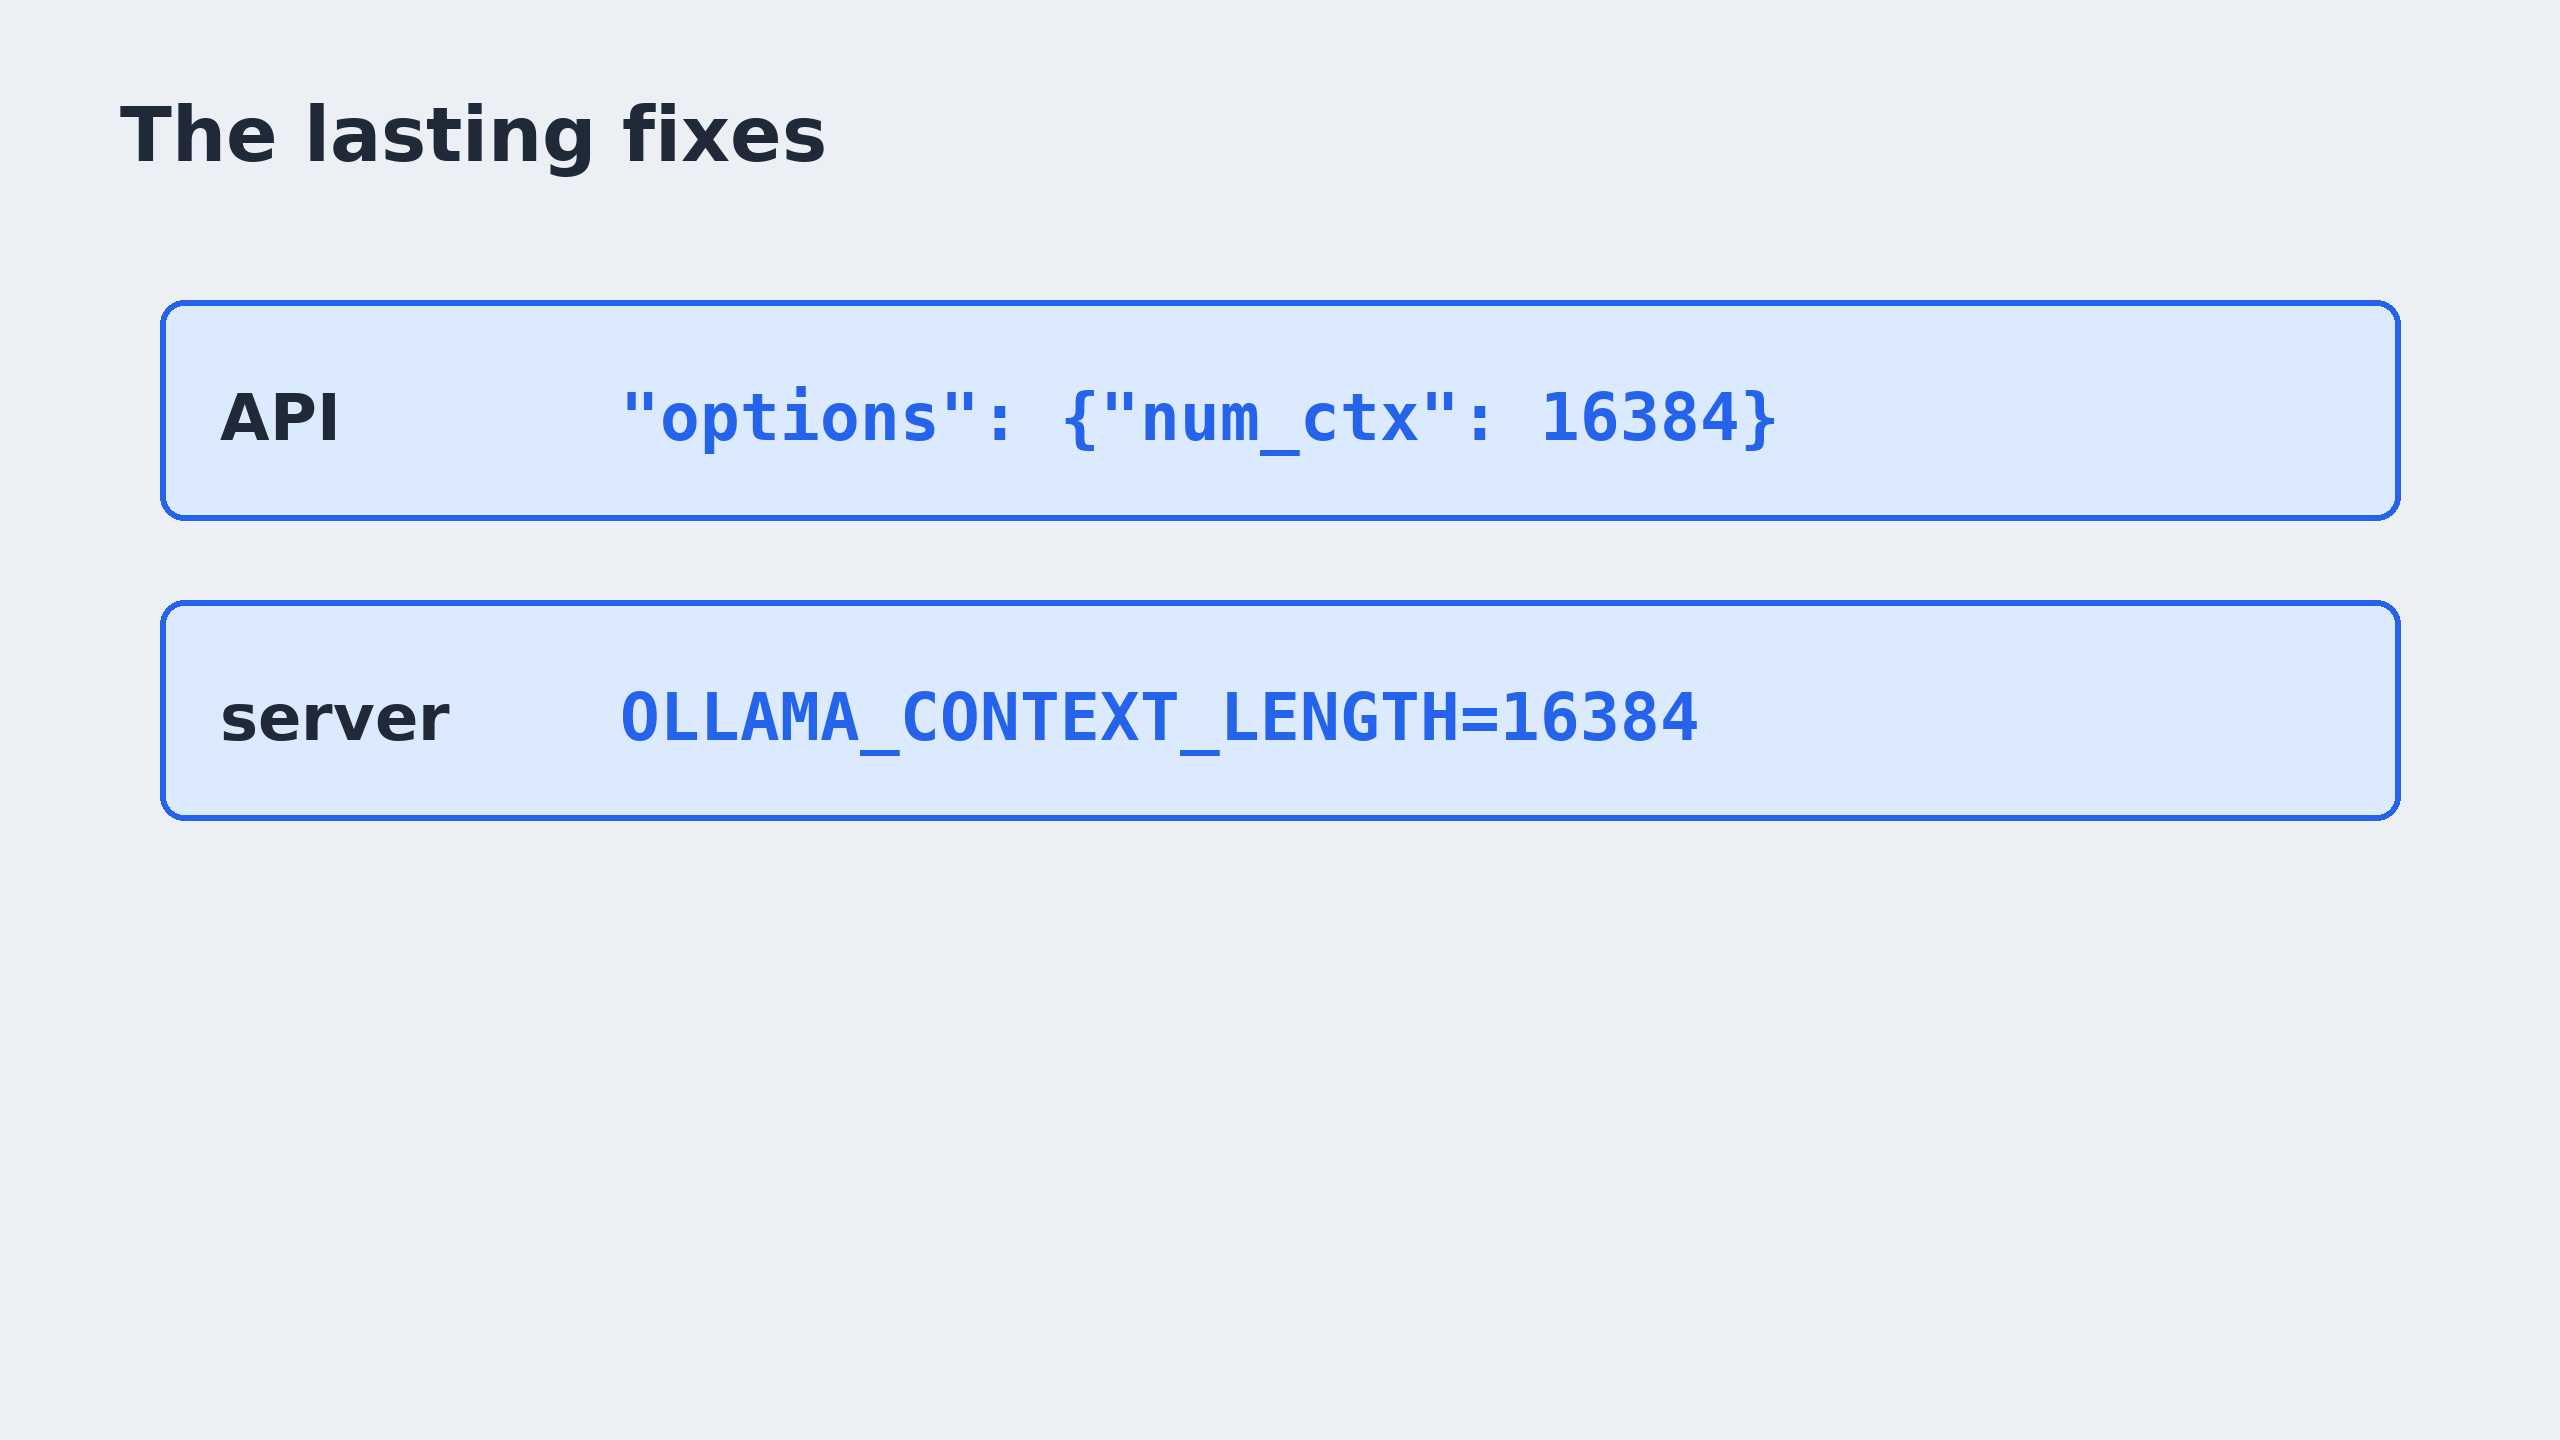 The lasting fixes
API "options": {"num_ctx": 16384}
server OLLAMA_CONTEXT_LENGTH=16384